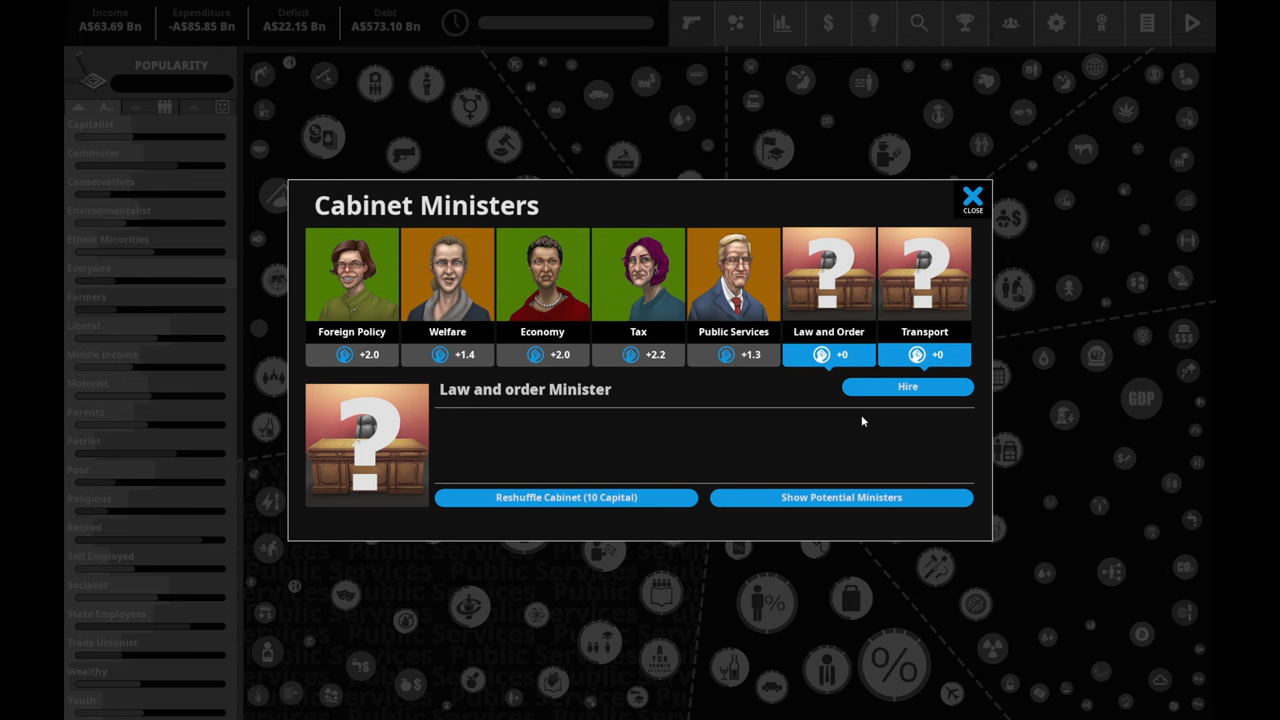 Income
A$63.69 Bn
Expenditure
-A$85.85 Bn
Deficit
A$22.15 Bn
Debt
A$573.10 Bn
POPULARITY
Capitalist
Commuter
Conservatives
Environmentalist
Ethnic Minorities
Everyone
Farmers
Liberal
Middle Income
Motorist
Parents
Patriot
Poor
Religious
Retired
Self Employed
Socialist
State Employees
Trade Unionist
Wealthy
Youth
Cabinet Ministers
CLOSE
Foreign Policy
Welfare
Economy
Tax
Public Services
Law and Order
Transport
+2.0
+1.4
+2.0
+2.2
+1.3
+0
+0
Law and order Minister
Hire
Reshuffle Cabinet (10 Capital)
Show Potential Ministers
GDP